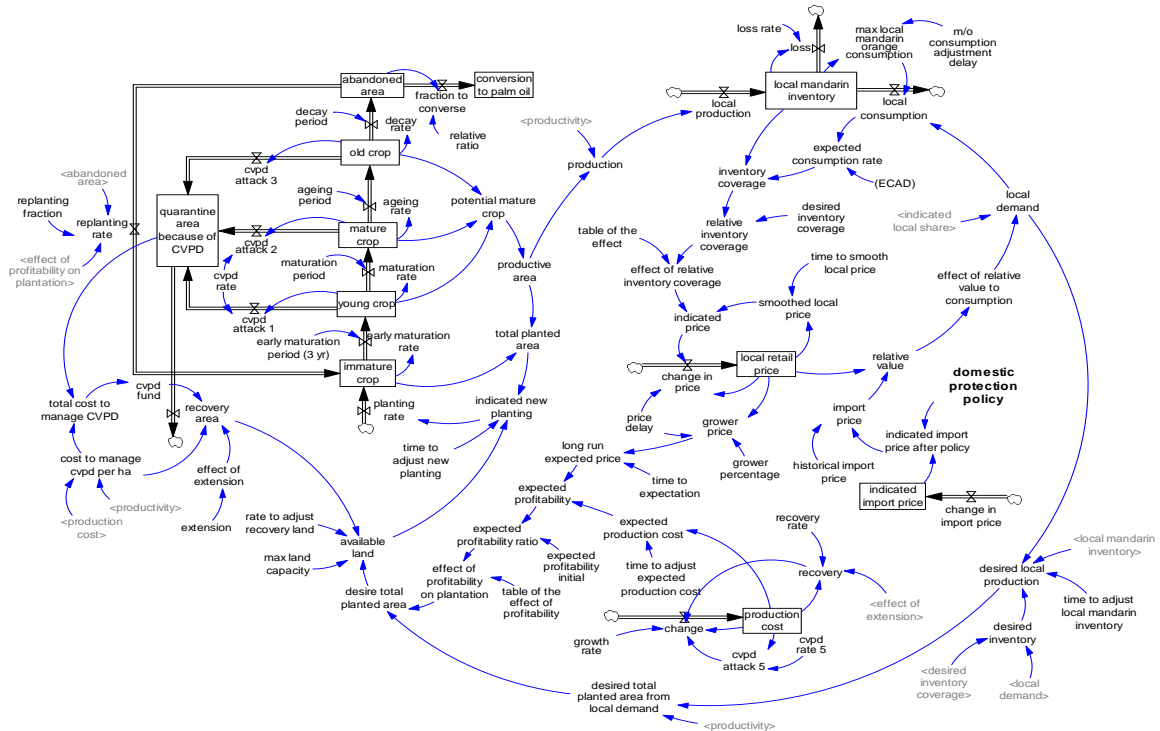 loss rate
loss
max local
mandarin
orange
consumption
m/o
consumption
adjustment
delay
abandoned
area
conversion
to palm oil
fraction to
converse
local mandarin
inventory
local
production
local
consumption
decay
period
decay
rate
relative
ratio
<productivity>
production
old crop
cvpd
attack 3
expected
consumption rate
(ECAD)
inventory
coverage
<abandoned
area>
replanting
fraction
replanting
rate
<effect of
profitability on
plantation>
quarantine
area
because of
CVPD
ageing
period
ageing
rate
potential mature
crop
mature
crop
cvpd
attack 2
relative
inventory
coverage
desired
inventory
coverage
<indicated
local share>
local
demand
table of the
effect
maturation
period
maturation
rate
productive
area
effect of relative
inventory coverage
time to smooth
local price
effect of relative
value to
consumption
cvpd
rate
young crop
cvpd
attack 1
smoothed local
price
indicated
price
early maturation
period (3 yr)
early maturation
rate
total planted
area
immature
crop
change in
price
local retail
price
relative
value
domestic
protection
policy
cvpd
fund
total cost to
manage CVPD
recovery
area
planting
rate
indicated new
planting
price
delay
grower
price
import
price
indicated import
price after policy
time to
adjust new
planting
long run
expected price
grower
percentage
historical import
price
cost to manage
cvpd per ha
effect of
extension
time to
expectation
indicated
import price
change in
import price
<productivity>
<production
cost>
extension
expected
profitability
rate to adjust
recovery land
available
land
expected
profitability ratio
expected
production cost
recovery
rate
<local mandarin
inventory>
max land
capacity
effect of
profitability
on plantation
expected
profitability
initial
time to adjust
expected
production cost
recovery
desired local
production
desire total
planted area
table of the
effect of
profitability
<effect of
extension>
time to adjust
local mandarin
inventory
production
cost
change
growth
rate
cvpd
attack 5
cvpd
rate 5
desired
inventory
<desired
inventory
coverage>
<local
demand>
desired total
planted area from
local demand
<productivity>